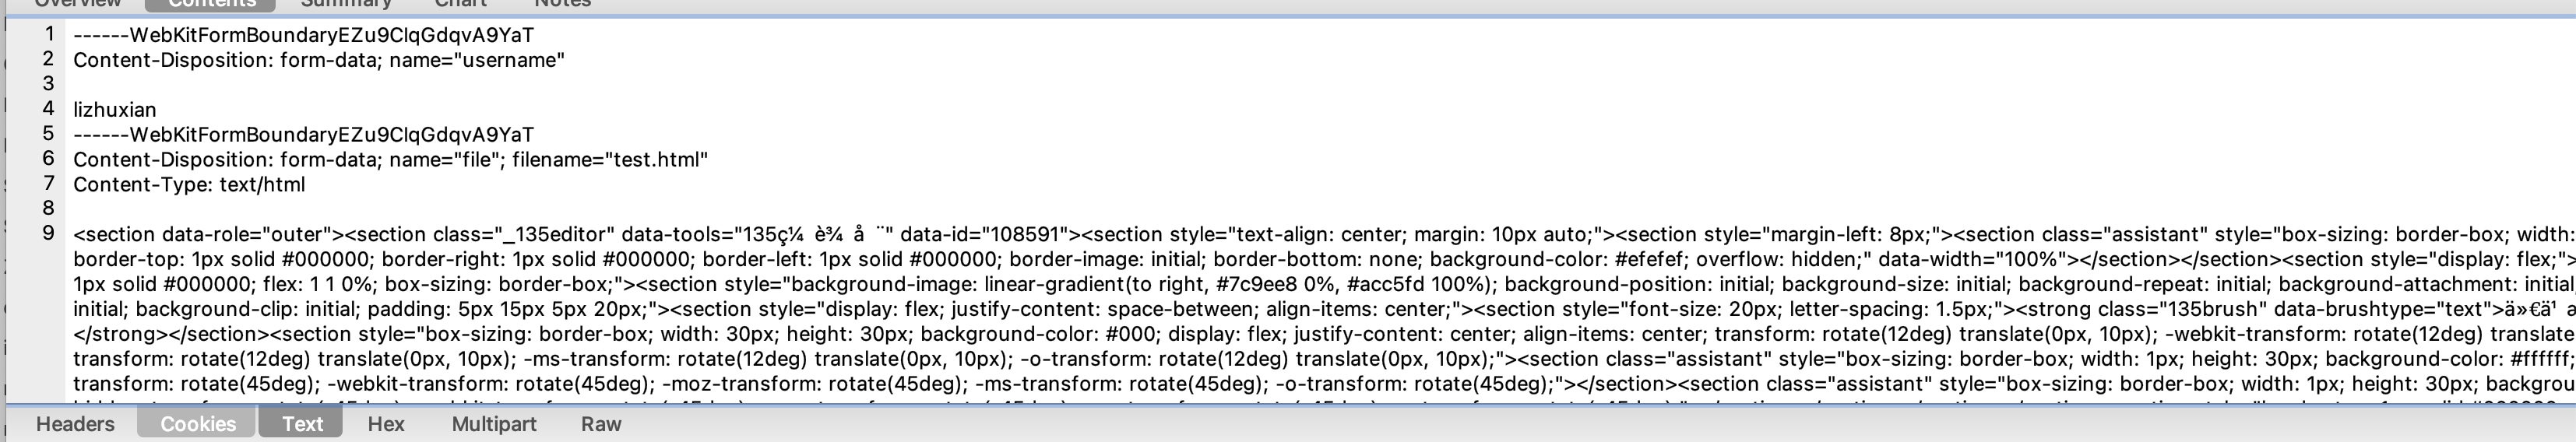 Overview Contents Summary Chart Notes
1 ------WebKitFormBoundaryEZu9ClqGdqvA9YaT
2 Content-Disposition: form-data; name="username"
3
4 lizhuxian
5 ------WebKitFormBoundaryEZu9ClqGdqvA9YaT
6 Content-Disposition: form-data; name="file"; filename="test.html"
7 Content-Type: text/html
8
9 <section data-role="outer"><section class="_135editor" data-tools="135ç¼ è¾ å ¨" data-id="108591"><section style="text-align: center; margin: 10px auto;"><section style="margin-left: 8px;"><section class="assistant" style="box-sizing: border-box; width:
border-top: 1px solid #000000; border-right: 1px solid #000000; border-left: 1px solid #000000; border-image: initial; border-bottom: none; background-color: #efefef; overflow: hidden;" data-width="100%"></section></section><section style="display: flex;">
1px solid #000000; flex: 1 1 0%; box-sizing: border-box;"><section style="background-image: linear-gradient(to right, #7c9ee8 0%, #acc5fd 100%); background-position: initial; background-size: initial; background-repeat: initial; background-attachment: initial
initial; background-clip: initial; padding: 5px 15px 5px 20px;"><section style="display: flex; justify-content: space-between; align-items: center;"><section style="font-size: 20px; letter-spacing: 1.5px;"><strong class="135brush" data-brushtype="text">ä»€ä¹
</strong></section><section style="box-sizing: border-box; width: 30px; height: 30px; background-color: #000; display: flex; justify-content: center; align-items: center; transform: rotate(12deg) translate(0px, 10px); -webkit-transform: rotate(12deg) translate
transform: rotate(12deg) translate(0px, 10px); -ms-transform: rotate(12deg) translate(0px, 10px); -o-transform: rotate(12deg) translate(0px, 10px);"><section class="assistant" style="box-sizing: border-box; width: 1px; height: 30px; background-color: #ffffff;
transform: rotate(45deg); -webkit-transform: rotate(45deg); -moz-transform: rotate(45deg); -ms-transform: rotate(45deg); -o-transform: rotate(45deg);"></section><section class="assistant" style="box-sizing: border-box; width: 1px; height: 30px; backgrou
Headers Cookies Text Hex Multipart Raw